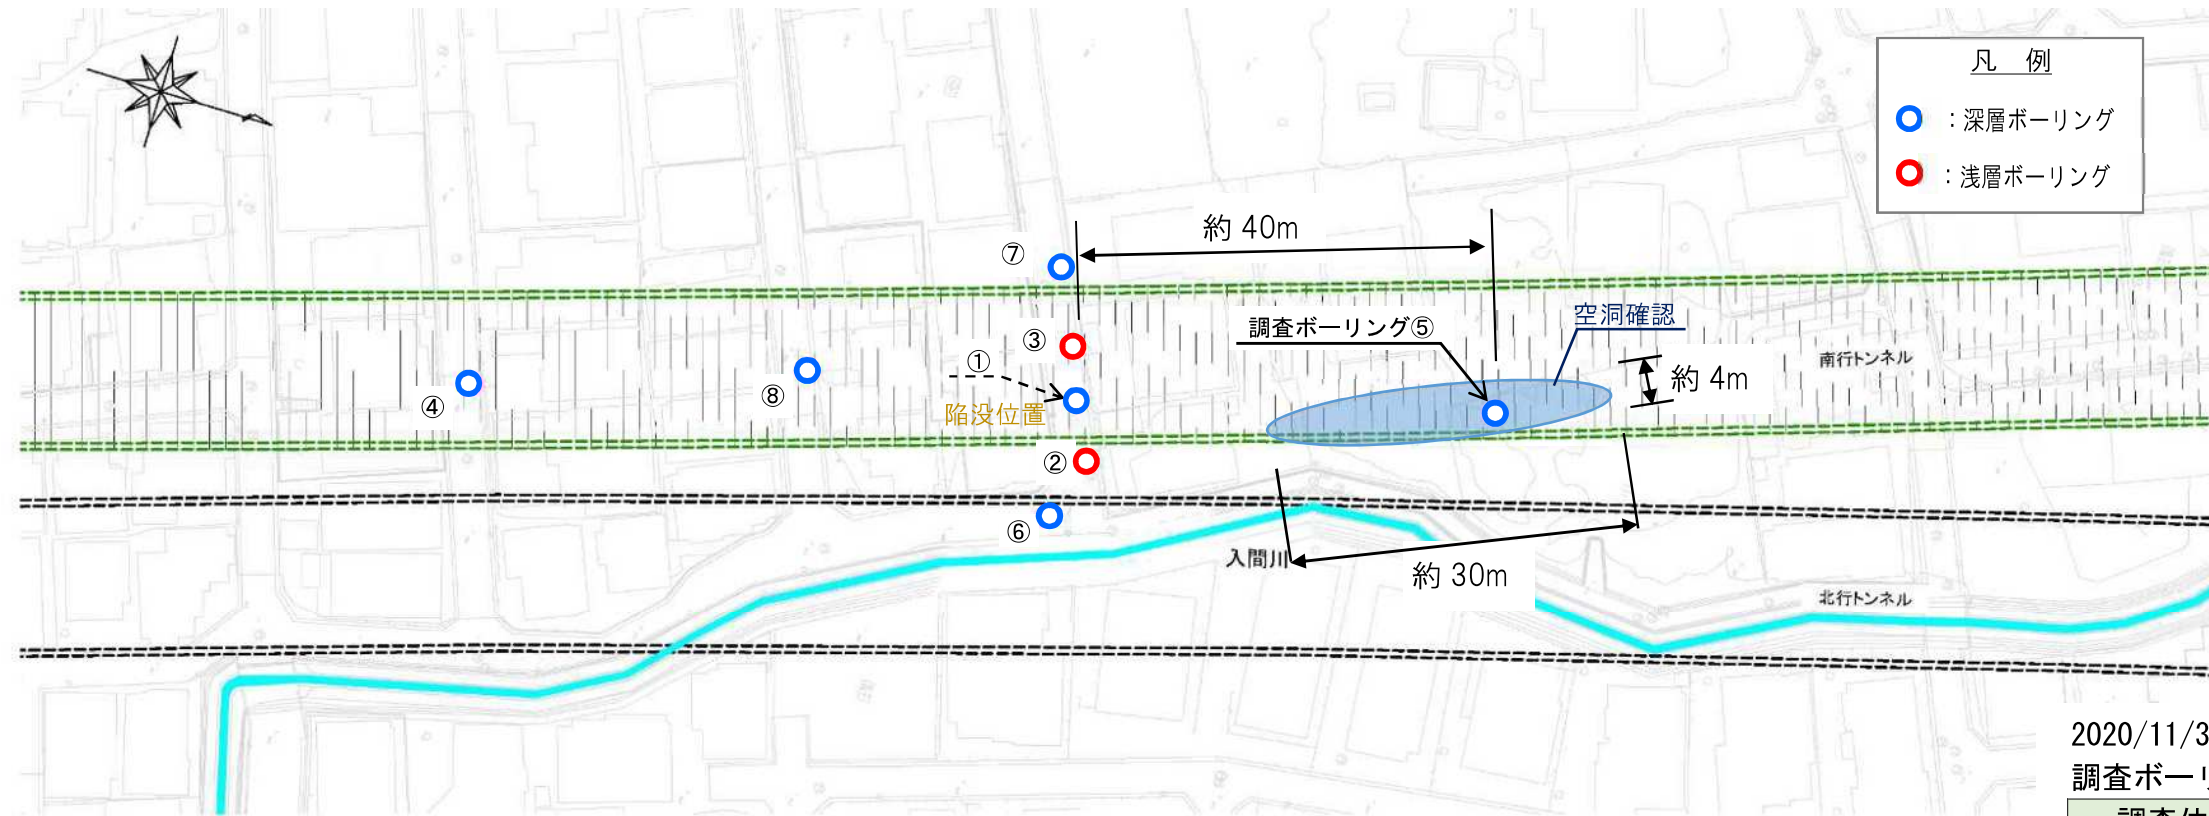 凡 例
：深層ボーリング
：浅層ボーリング
約 40m
⑦
空洞確認
調査ボーリング⑤
③
①
南行トンネル
約 4m
⑧
④
陥没位置
②
⑥
入間川
約 30m
北行トンネル
2020/11/3
調査ボー
調査